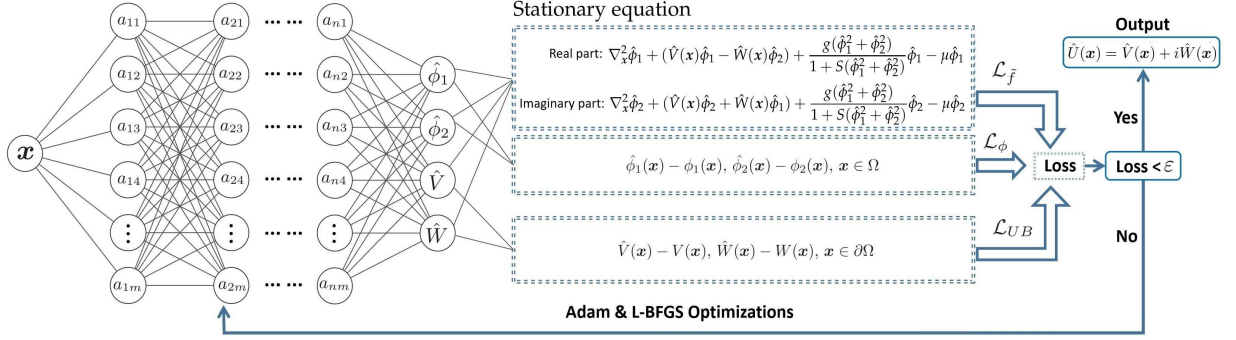 Stationary equation
Real part: ∇²ₓφ̂₁ + (V̂(x)φ̂₁ − Ŵ(x)φ̂₂) + g(φ̂₁² + φ̂₂²) / 1 + S(φ̂₁² + φ̂₂²) φ̂₁ − μφ̂₁
Imaginary part: ∇²ₓφ̂₂ + (V̂(x)φ̂₂ + Ŵ(x)φ̂₁) + g(φ̂₁² + φ̂₂²) / 1 + S(φ̂₁² + φ̂₂²) φ̂₂ − μφ̂₂
φ̂₁(x) − φ₁(x), φ̂₂(x) − φ₂(x), x ∈ Ω
V̂(x) − V(x), Ŵ(x) − W(x), x ∈ ∂Ω
x
a₁₁ a₂₁ ··· ··· aₙ₁
a₁₂ a₂₂ ··· ··· aₙ₂
a₁₃ a₂₃ ··· ··· aₙ₃
a₁₄ a₂₄ ··· ··· aₙ₄
⋮ ⋮ ··· ··· ⋮
a₁ₘ a₂ₘ ··· ··· aₙₘ
φ̂₁
φ̂₂
V̂
Ŵ
ℒ_f̃
ℒ_φ
ℒ_UB
Loss
Loss < ε
Yes
No
Output
Û(x) = V̂(x) + iŴ(x)
Adam & L-BFGS Optimizations